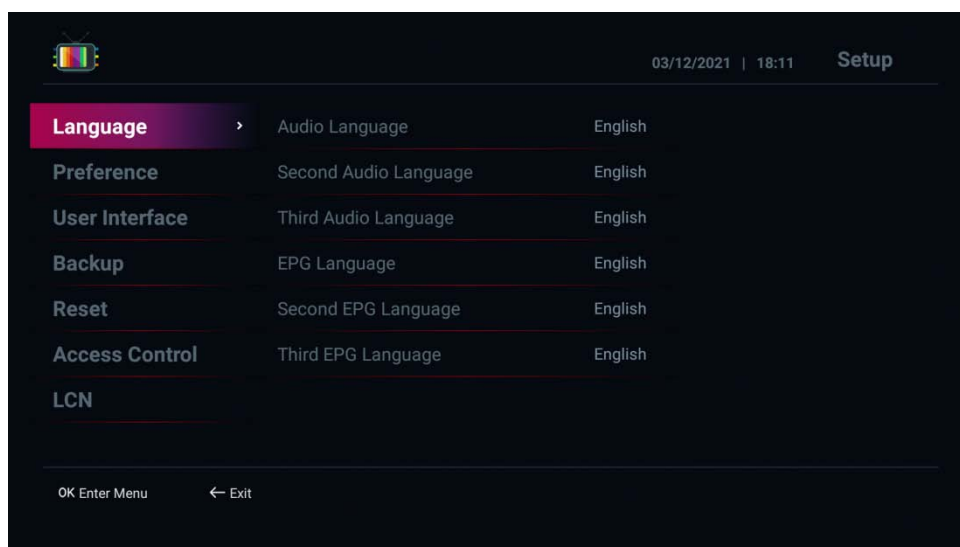 03/12/2021 | 18:11 Setup
Language › Audio Language English
Preference Second Audio Language English
User Interface Third Audio Language English
Backup EPG Language English
Reset Second EPG Language English
Access Control Third EPG Language English
LCN
OK Enter Menu ← Exit